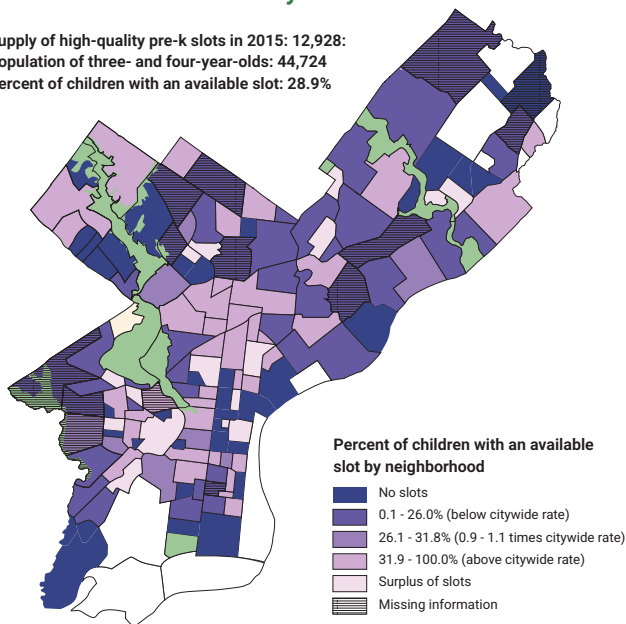 upply of high-quality pre-k slots in 2015: 12,928:
opulation of three- and four-year-olds: 44,724
ercent of children with an available slot: 28.9%
Percent of children with an available
slot by neighborhood
No slots
0.1 - 26.0% (below citywide rate)
26.1 - 31.8% (0.9 - 1.1 times citywide rate)
31.9 - 100.0% (above citywide rate)
Surplus of slots
Missing information